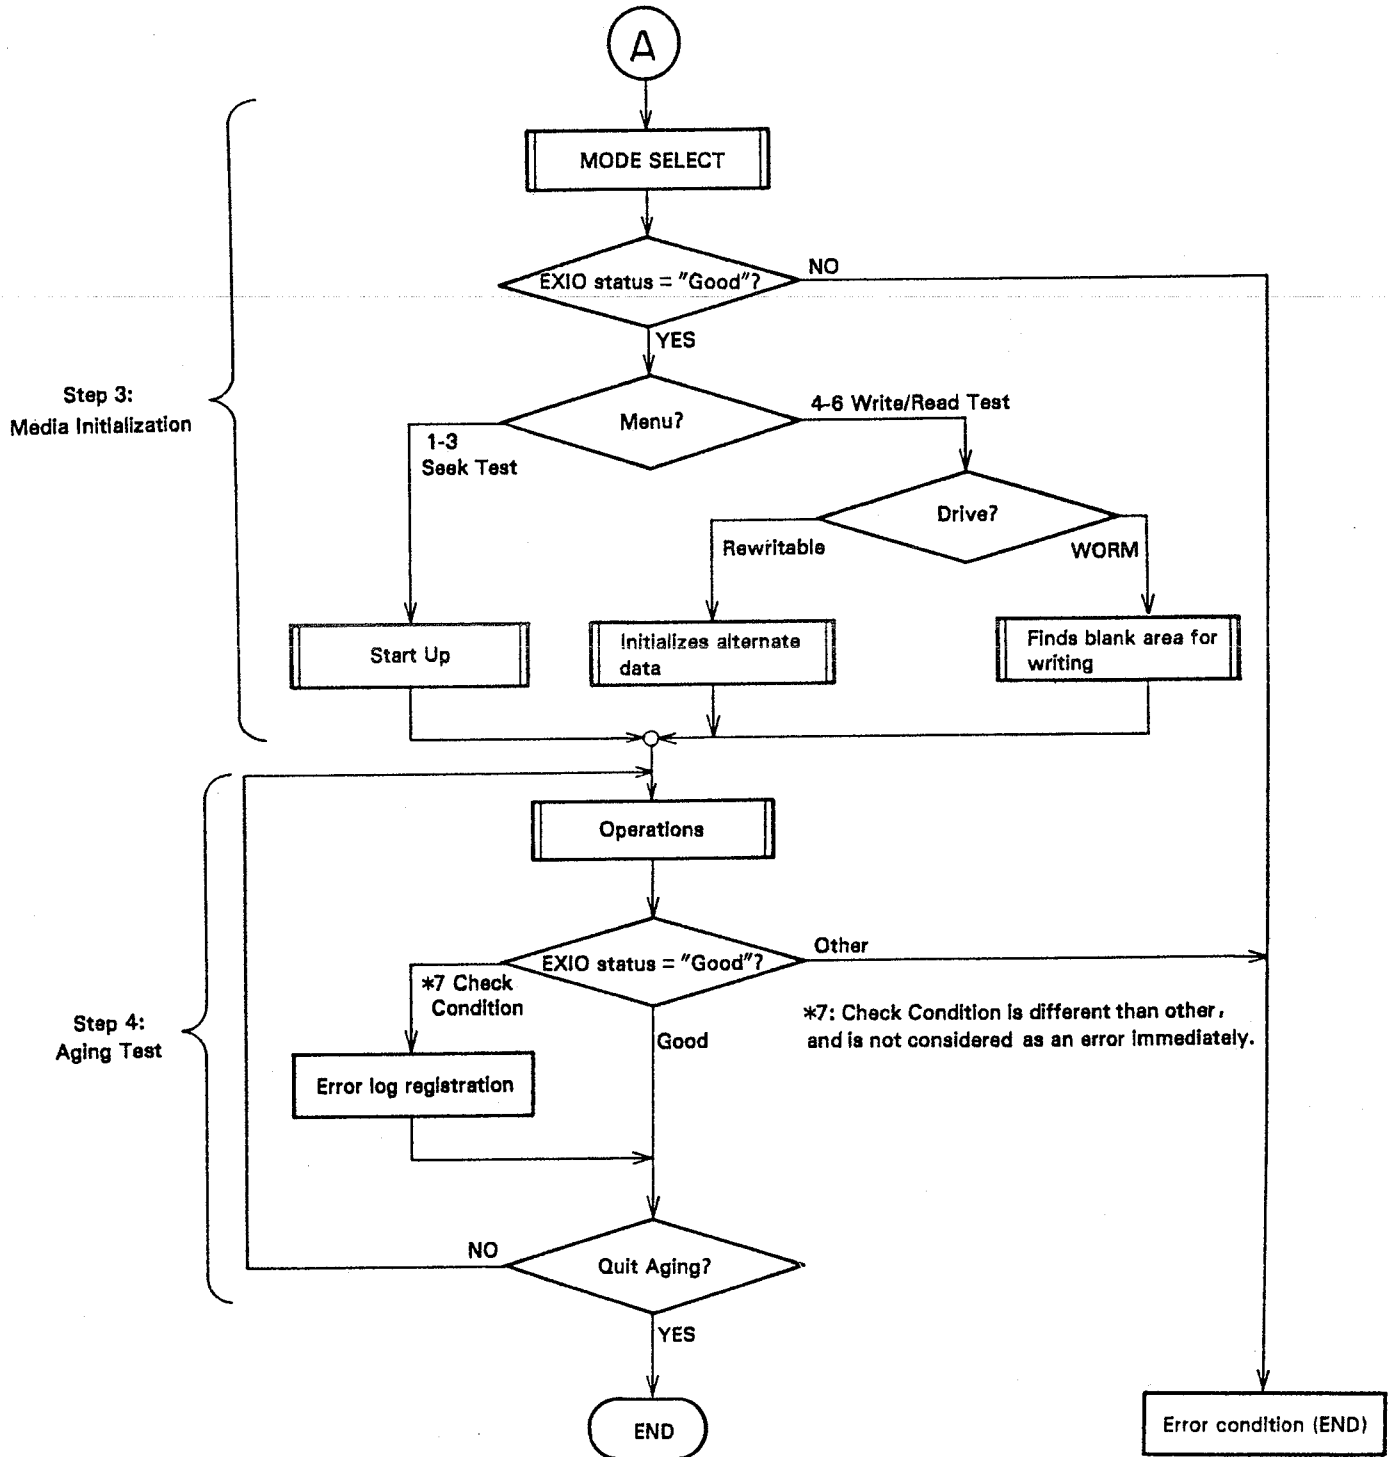 A
MODE SELECT
EXIO status = "Good"?
NO
YES
Step 3:
Media Initialization
Menu?
4-6 Write/Read Test
1-3
Seek Test
Drive?
Rewritable
WORM
Start Up
Initializes alternate
data
Finds blank area for
writing
Operations
EXIO status = "Good"?
Other
*7 Check
Condition
*7: Check Condition is different than other,
and is not considered as an error immediately.
Step 4:
Aging Test
Good
Error log registration
Quit Aging?
NO
YES
END
Error condition (END)